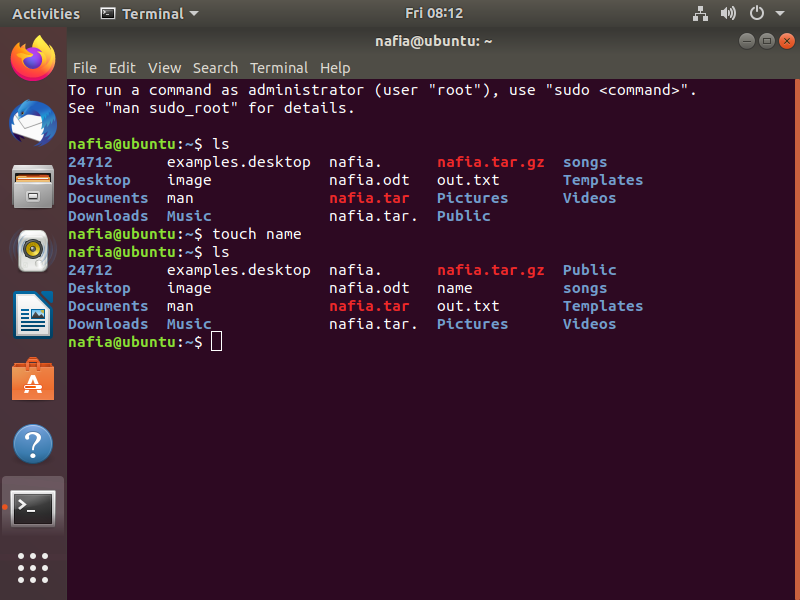 Activities Terminal Fri 08:12
nafia@ubuntu: ~
File Edit View Search Terminal Help
To run a command as administrator (user "root"), use "sudo <command>".
See "man sudo_root" for details.
nafia@ubuntu:~$ ls
24712 examples.desktop nafia. nafia.tar.gz songs
Desktop image nafia.odt out.txt Templates
Documents man nafia.tar Pictures Videos
Downloads Music nafia.tar. Public
nafia@ubuntu:~$ touch name
nafia@ubuntu:~$ ls
24712 examples.desktop nafia. nafia.tar.gz Public
Desktop image nafia.odt name songs
Documents man nafia.tar out.txt Templates
Downloads Music nafia.tar. Pictures Videos
nafia@ubuntu:~$